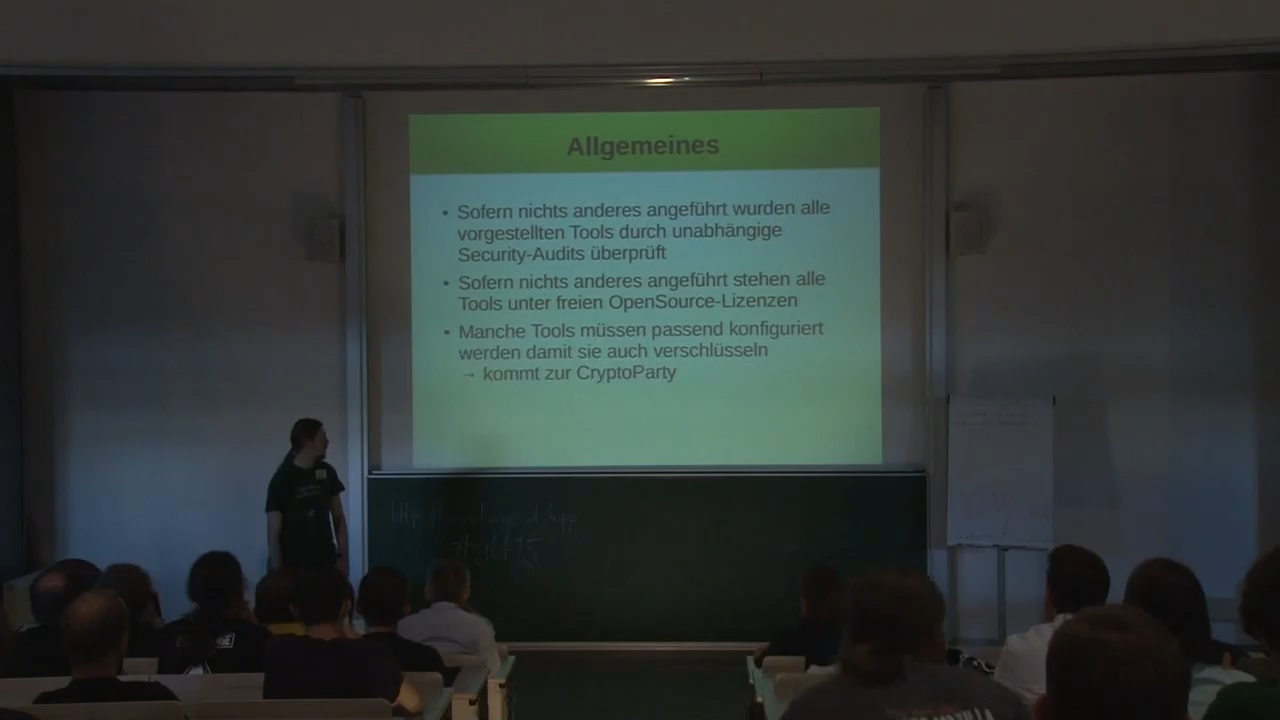 Allgemeines
• Sofern nichts anderes angeführt wurden alle
vorgestellten Tools durch unabhängige
Security-Audits überprüft
• Sofern nichts anderes angeführt stehen alle
Tools unter freien OpenSource-Lizenzen
• Manche Tools müssen passend konfiguriert
werden damit sie auch verschlüsseln
→ kommt zur CryptoParty